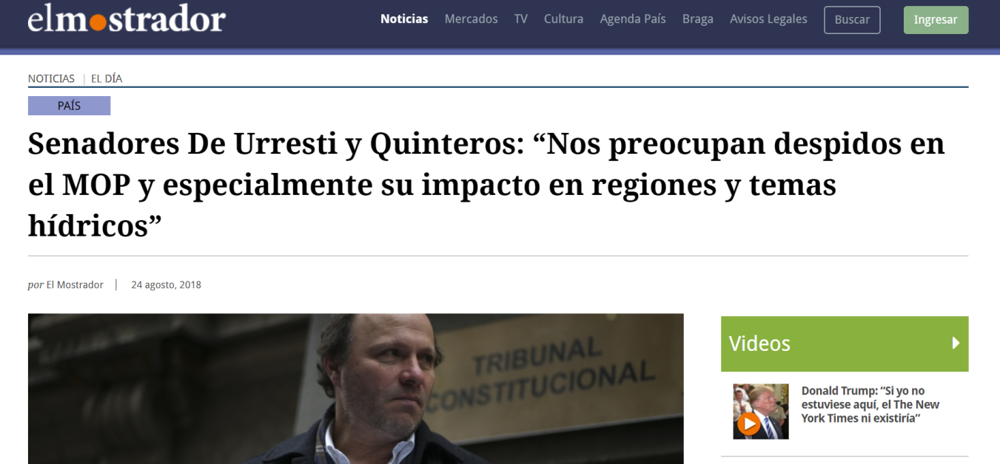 elmostrador
Noticias Mercados TV Cultura Agenda País Braga Avisos Legales Buscar Ingresar
NOTICIAS | EL DÍA
PAÍS
Senadores De Urresti y Quinteros: “Nos preocupan despidos en
el MOP y especialmente su impacto en regiones y temas
hídricos”
por El Mostrador | 24 agosto, 2018
TRIBUNAL
CONSTITUCIONAL
Videos
Donald Trump: “Si yo no
estuviese aquí, el The New
York Times ni existiría”